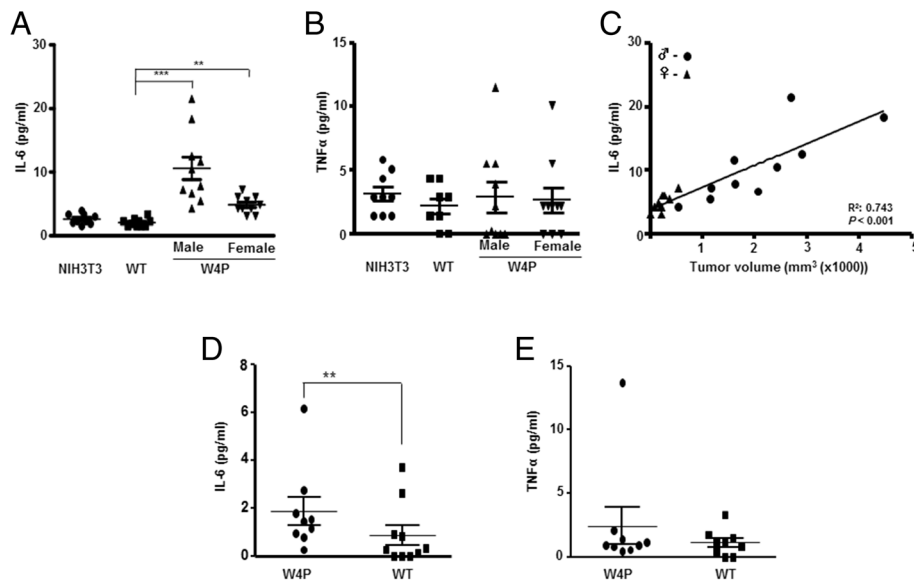 A
IL-6 (pg/ml)
30
20
10
0
***
**
NIH3T3
WT
Male
Female
W4P
B
TNFα (pg/ml)
15
10
5
0
NIH3T3
WT
Male
Female
W4P
C
IL-6 (pg/ml)
30
20
10
0
♂ -
♀ -
R²: 0.743
P < 0.001
0 1 2 3 4 5
Tumor volume (mm³ (x1000))
D
IL-6 (pg/ml)
8
6
4
2
0
**
W4P
WT
E
TNFα (pg/ml)
15
10
5
0
W4P
WT